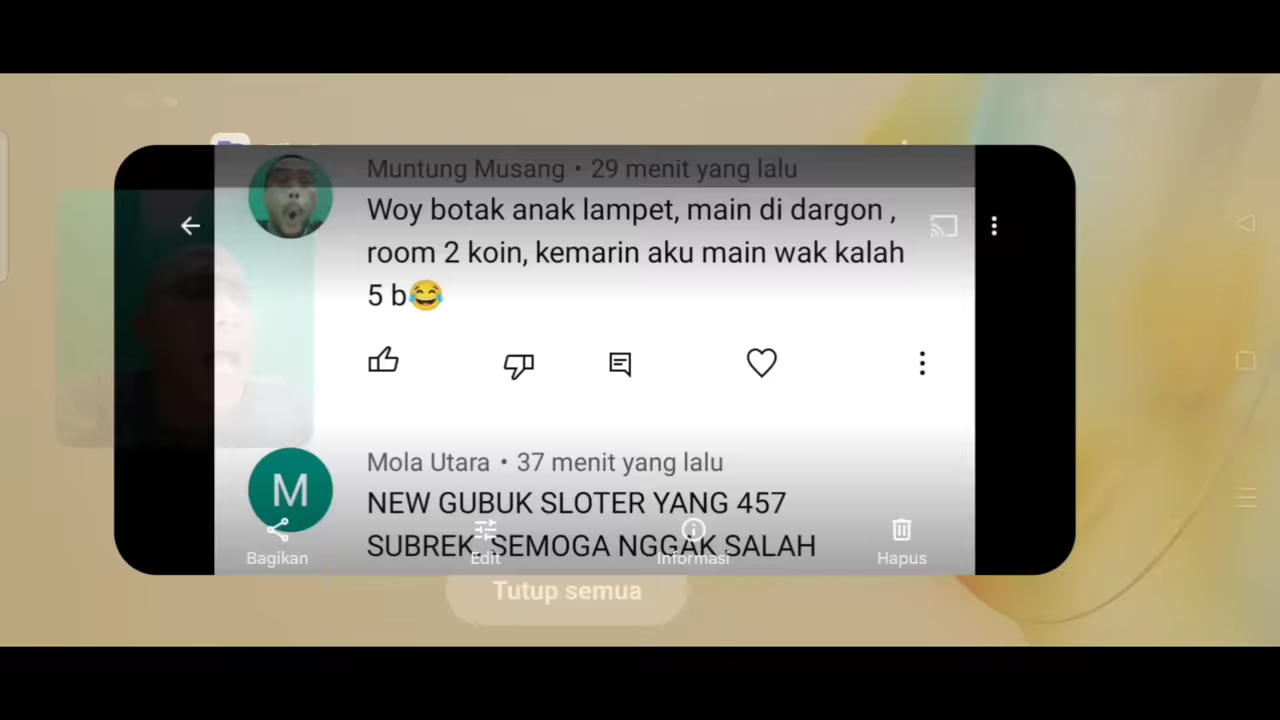 Muntung Musang • 29 menit yang lalu
Woy botak anak lampet, main di dargon ,
room 2 koin, kemarin aku main wak kalah
5 b😂
M
Mola Utara • 37 menit yang lalu
NEW GUBUK SLOTER YANG 457
SUBREK, SEMOGA NGGAK SALAH
Bagikan
Edit
Informasi
Hapus
Tutup semua